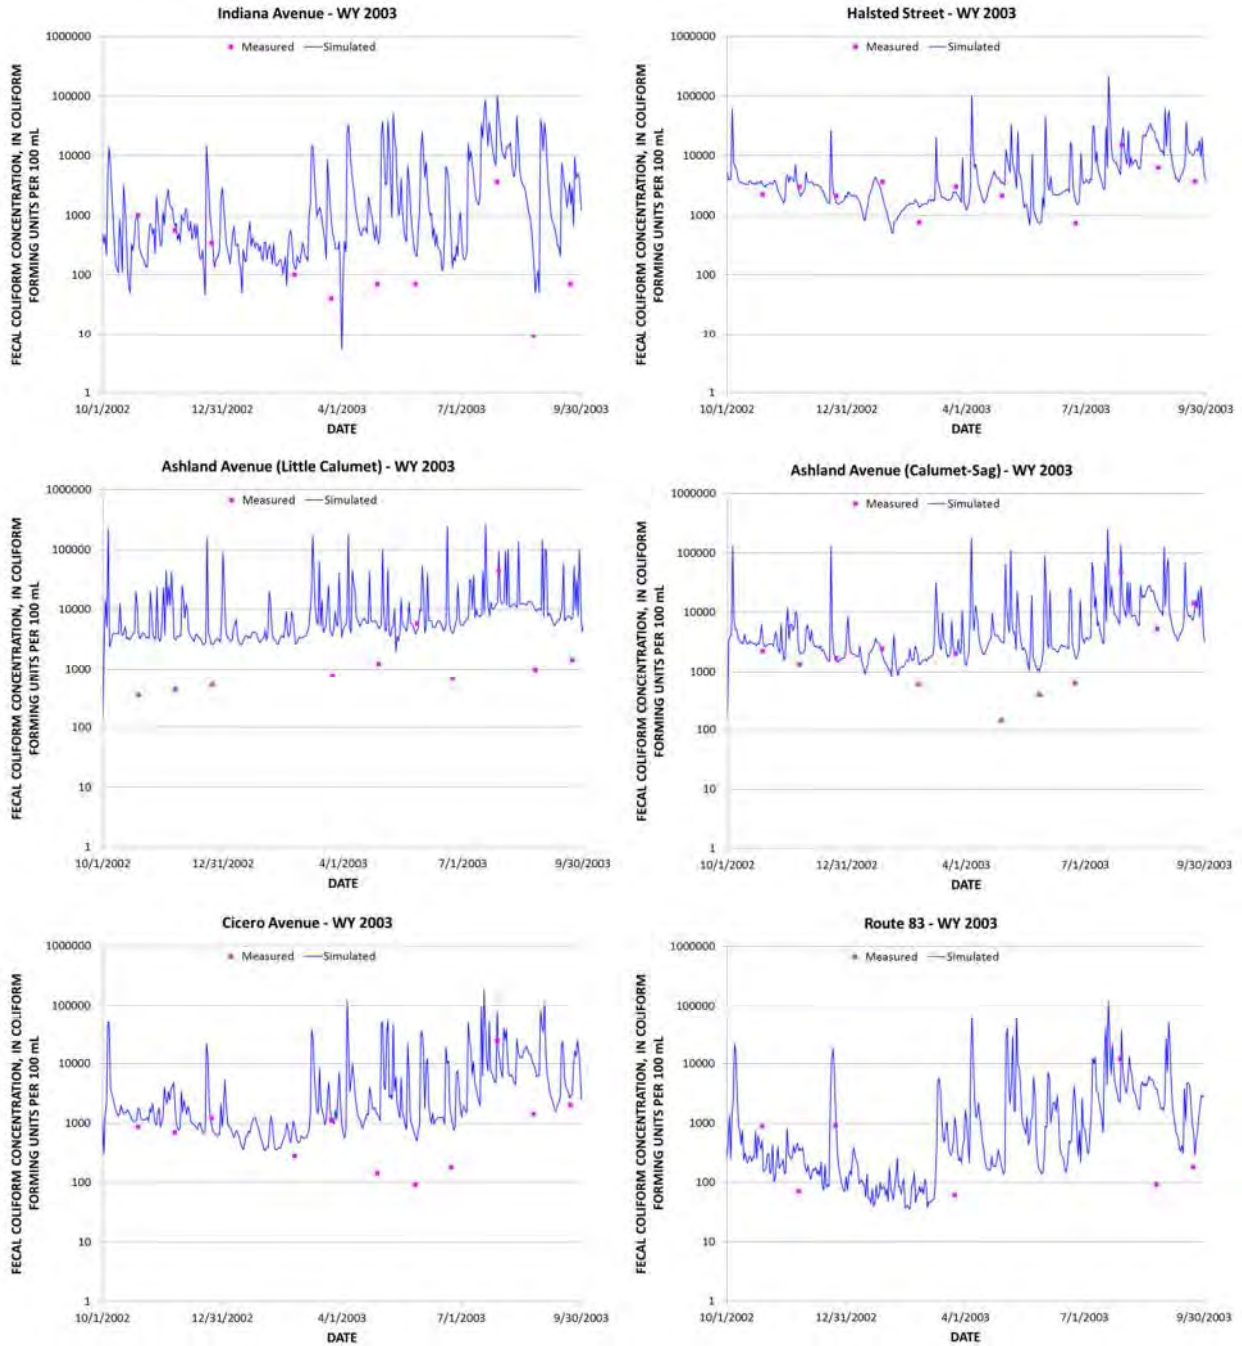 Indiana Avenue - WY 2003
Measured Simulated
FECAL COLIFORM CONCENTRATION, IN COLIFORM
FORMING UNITS PER 100 mL
1000000
100000
10000
1000
100
10
1
10/1/2002 12/31/2002 4/1/2003 7/1/2003 9/30/2003
DATE
Halsted Street - WY 2003
Measured Simulated
FECAL COLIFORM CONCENTRATION, IN COLIFORM
FORMING UNITS PER 100 mL
1000000
100000
10000
1000
100
10
1
10/1/2002 12/31/2002 4/1/2003 7/1/2003 9/30/2003
DATE
Ashland Avenue (Little Calumet) - WY 2003
Measured Simulated
FECAL COLIFORM CONCENTRATION, IN COLIFORM
FORMING UNITS PER 100 mL
1000000
100000
10000
1000
100
10
1
10/1/2002 12/31/2002 4/1/2003 7/1/2003 9/30/2003
DATE
Ashland Avenue (Calumet-Sag) - WY 2003
Measured Simulated
FECAL COLIFORM CONCENTRATION, IN COLIFORM
FORMING UNITS PER 100 mL
1000000
100000
10000
1000
100
10
1
10/1/2002 12/31/2002 4/1/2003 7/1/2003 9/30/2003
DATE
Cicero Avenue - WY 2003
Measured Simulated
FECAL COLIFORM CONCENTRATION, IN COLIFORM
FORMING UNITS PER 100 mL
1000000
100000
10000
1000
100
10
1
10/1/2002 12/31/2002 4/1/2003 7/1/2003 9/30/2003
DATE
Route 83 - WY 2003
Measured Simulated
FECAL COLIFORM CONCENTRATION, IN COLIFORM
FORMING UNITS PER 100 mL
1000000
100000
10000
1000
100
10
1
10/1/2002 12/31/2002 4/1/2003 7/1/2003 9/30/2003
DATE